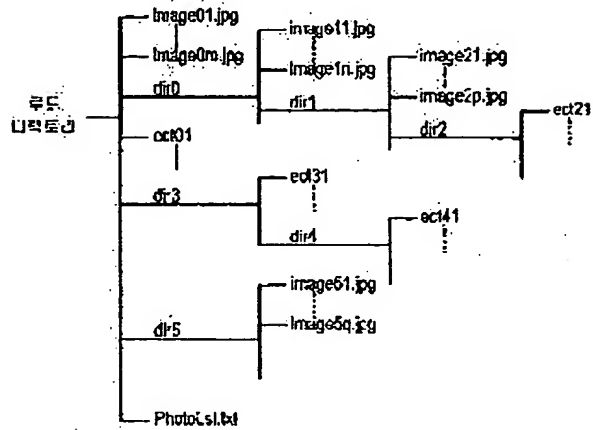 image01.jpg
image11.jpg
image0m.jpg
image21.jpg
image1n.jpg
dir0
image2p.jpg
dir1
ect21
루트
디렉토리
ect01
dir2
ect31
dir3
ect41
dir4
image51.jpg
image5q.jpg
dir5
PhotoList.txt